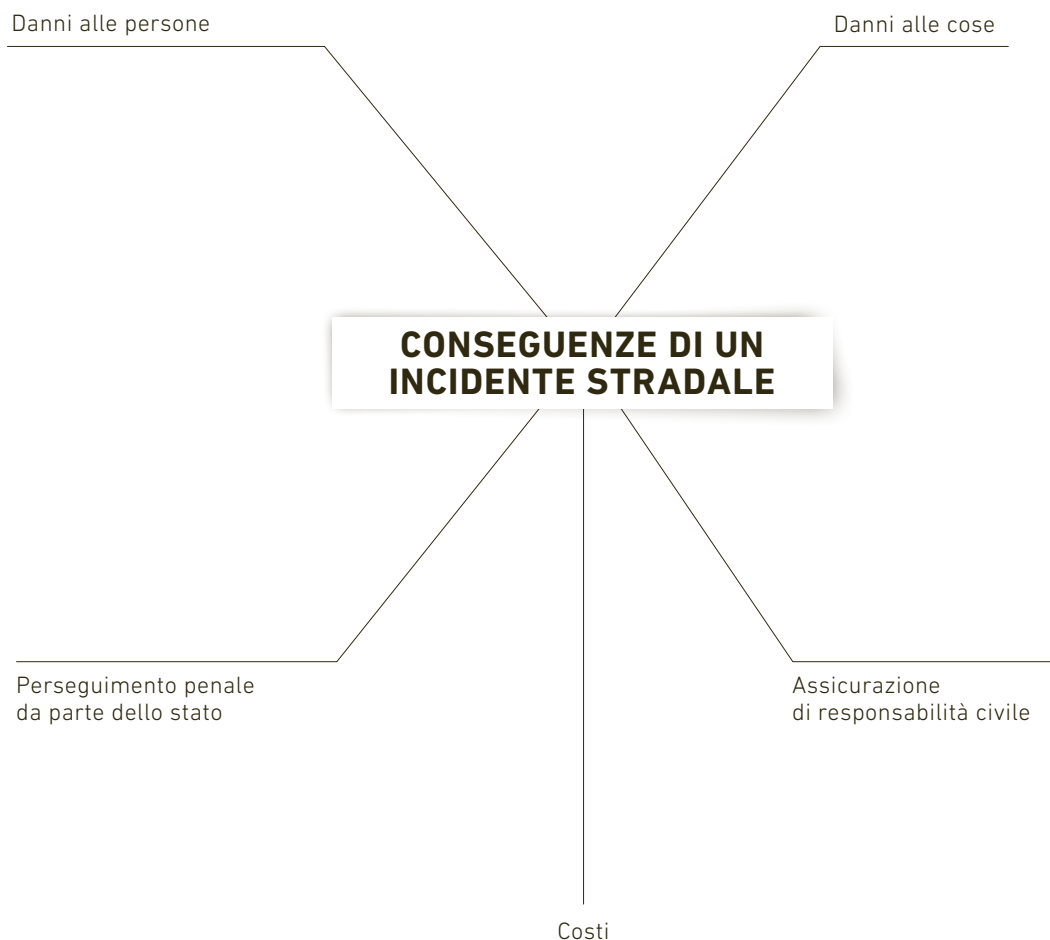 Danni alle persone
Danni alle cose
CONSEGUENZE DI UN
INCIDENTE STRADALE
Perseguimento penale
da parte dello stato
Assicurazione
di responsabilità civile
Costi